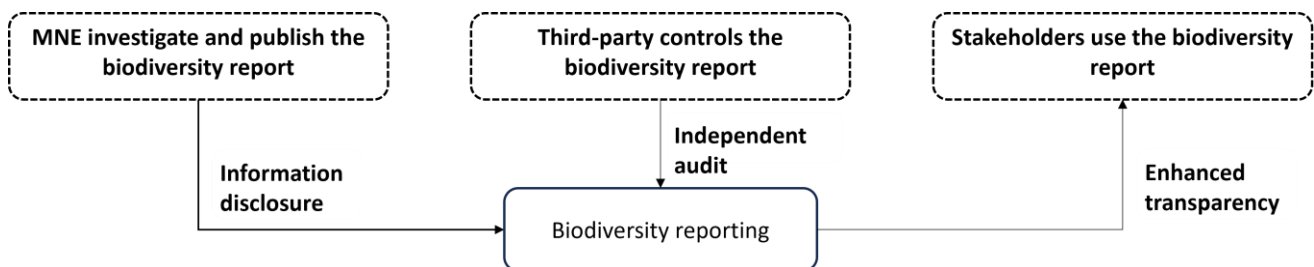 MNE investigate and publish the
biodiversity report
Third-party controls the
biodiversity report
Stakeholders use the biodiversity
report
Information
disclosure
Independent
audit
Enhanced
transparency
Biodiversity reporting